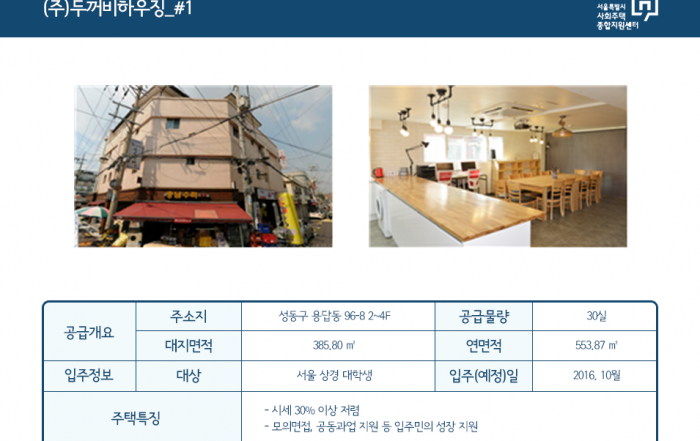 (주)두꺼비하우징_#1
서울특별시
사회주택
종합지원센터
공급개요
주소지
성동구 용답동 96-8 2~4F
공급물량
30실
대지면적
385.80 ㎡
연면적
553.87 ㎡
입주정보
대상
서울 상경 대학생
입주(예정)일
2016. 10월
주택특징
- 시세 30% 이상 저렴
- 모의면접, 공동과업 지원 등 입주민의 성장 지원